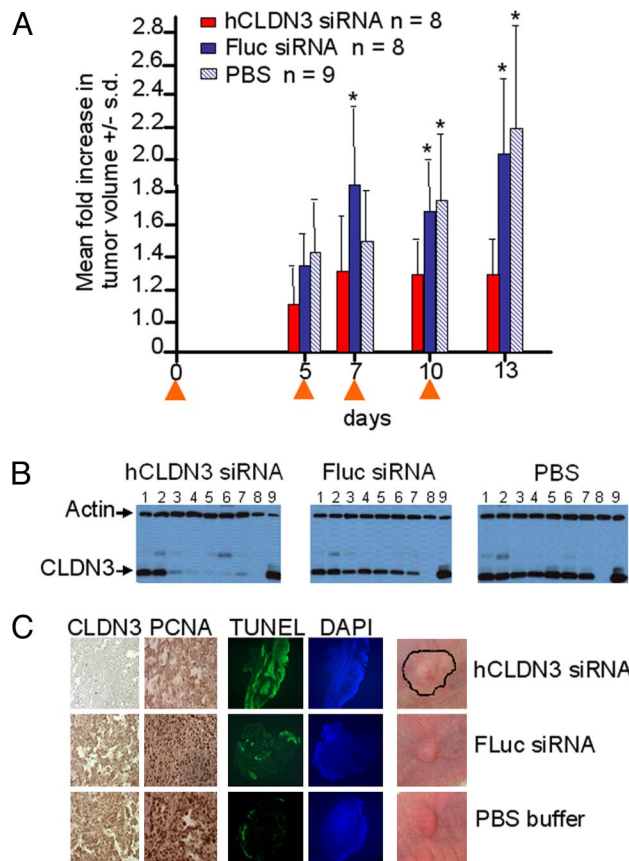 A
hCLDN3 siRNA n = 8
Fluc siRNA n = 8
PBS n = 9
Mean fold increase in
tumor volume +/- s.d.
2.8
2.6
2.4
2.2
2.0
1.8
1.6
1.4
1.2
1.0
0
* * * * *
0 5 7 10 13
days
B
hCLDN3 siRNA Fluc siRNA PBS
1 2 3 4 5 6 7 8 9 1 2 3 4 5 6 7 8 9 1 2 3 4 5 6 7 8 9
Actin
CLDN3
C
CLDN3 PCNA TUNEL DAPI
hCLDN3 siRNA
FLuc siRNA
PBS buffer